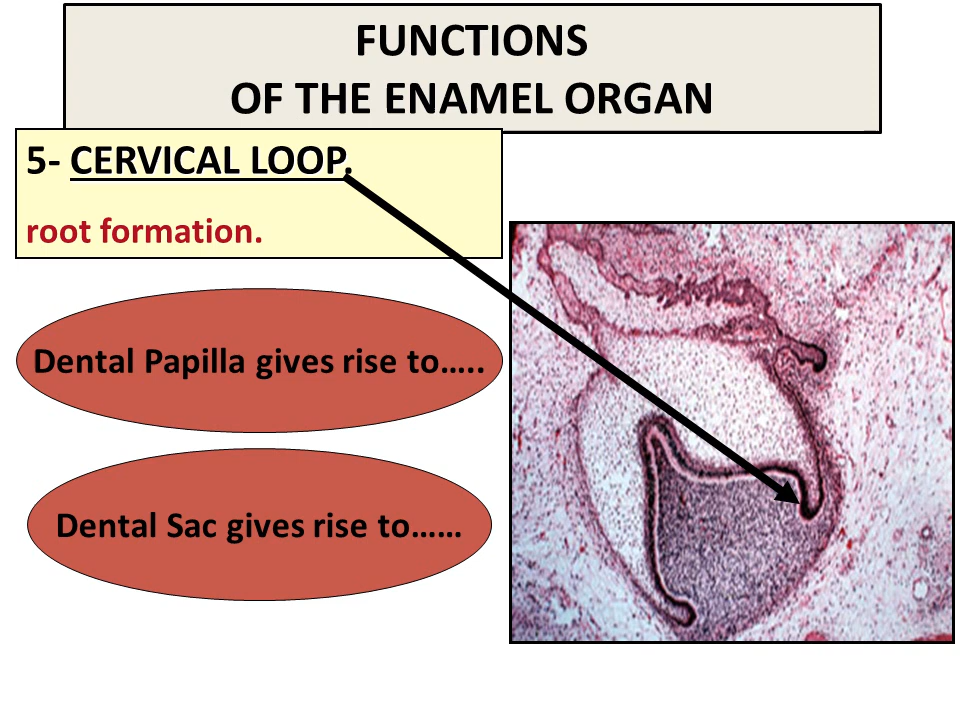 FUNCTIONS
OF THE ENAMEL ORGAN
5- CERVICAL LOOP.
root formation.
Dental Papilla gives rise to…..
Dental Sac gives rise to……